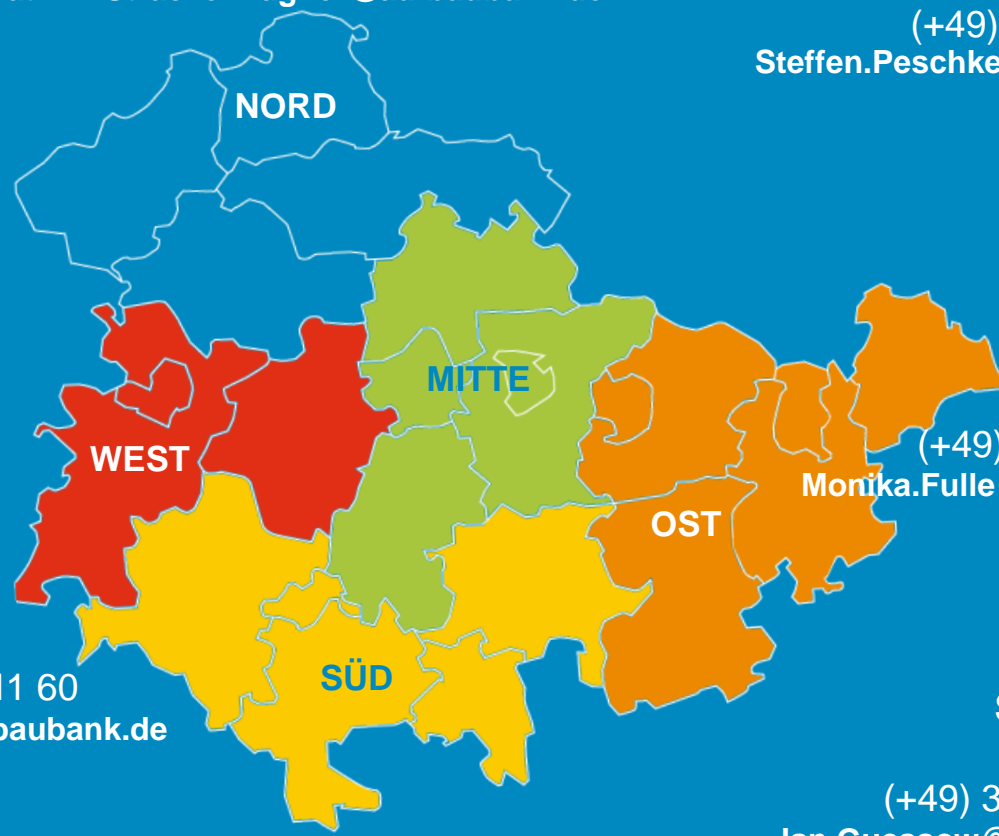 (+49)
Steffen.Peschke
NORD
MITTE
(+49)
WEST
Monika.Fulle
OST
SÜD
11 60
baubank.de
(+49) 3